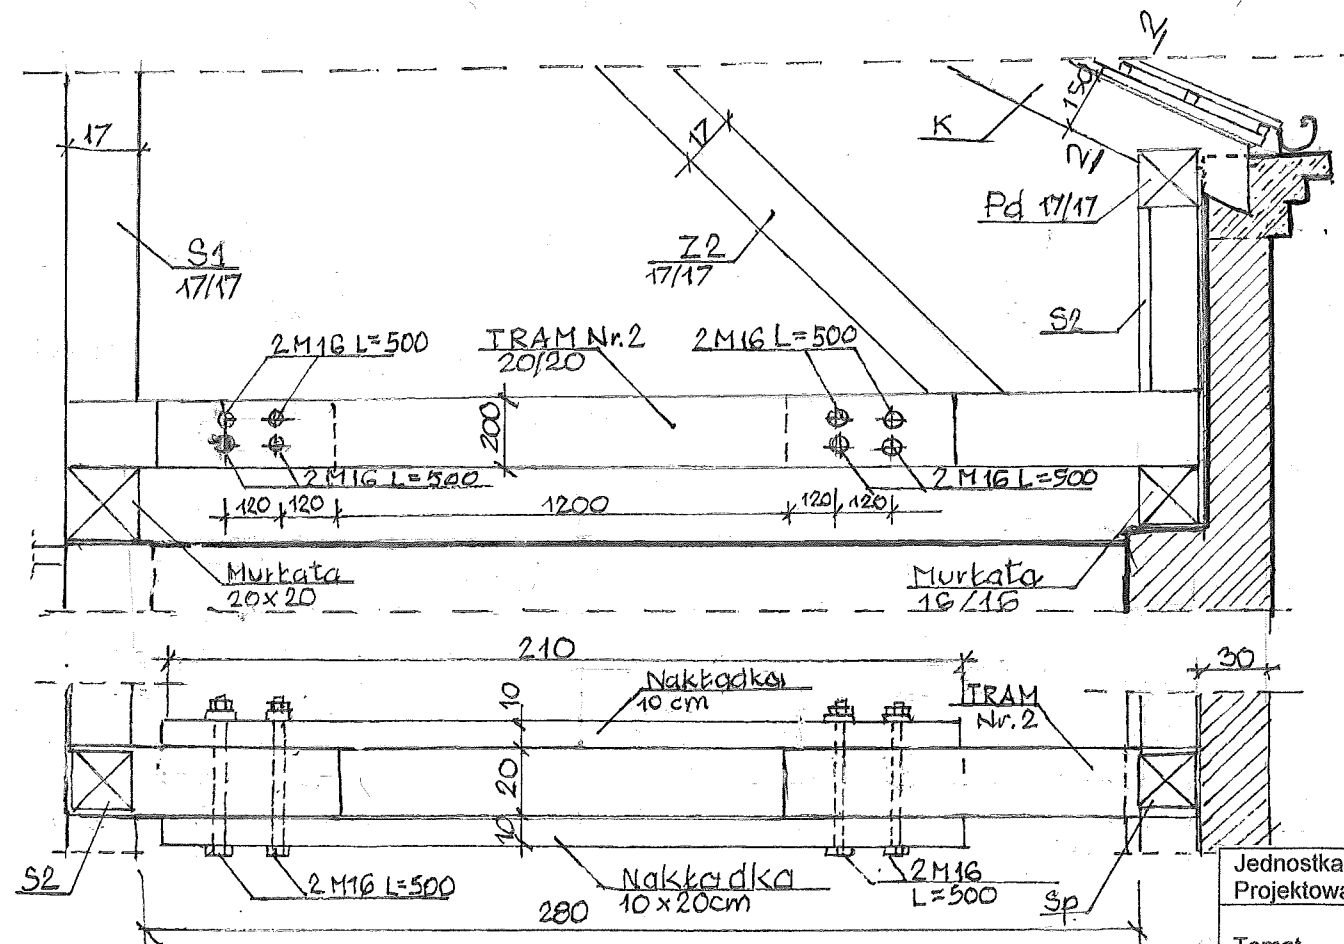 2
17
150
17
K
2
Pd 17/17
S1
17/17
Z2
17/17
S2
2M16 L=500
TRAM Nr.2
20/20
2M16 L=500
200
2M16 L=500
2M16 L=500
120
120
1200
120
120
Murłata
20x20
Murłata
16/16
210
30
Nakładka
10 cm
10
TRAM
Nr.2
20
10
S2
2M16 L=500
Nakładka
10x20cm
2M16
L=500
Sp
280
Jednostka
Projektowa
Temat